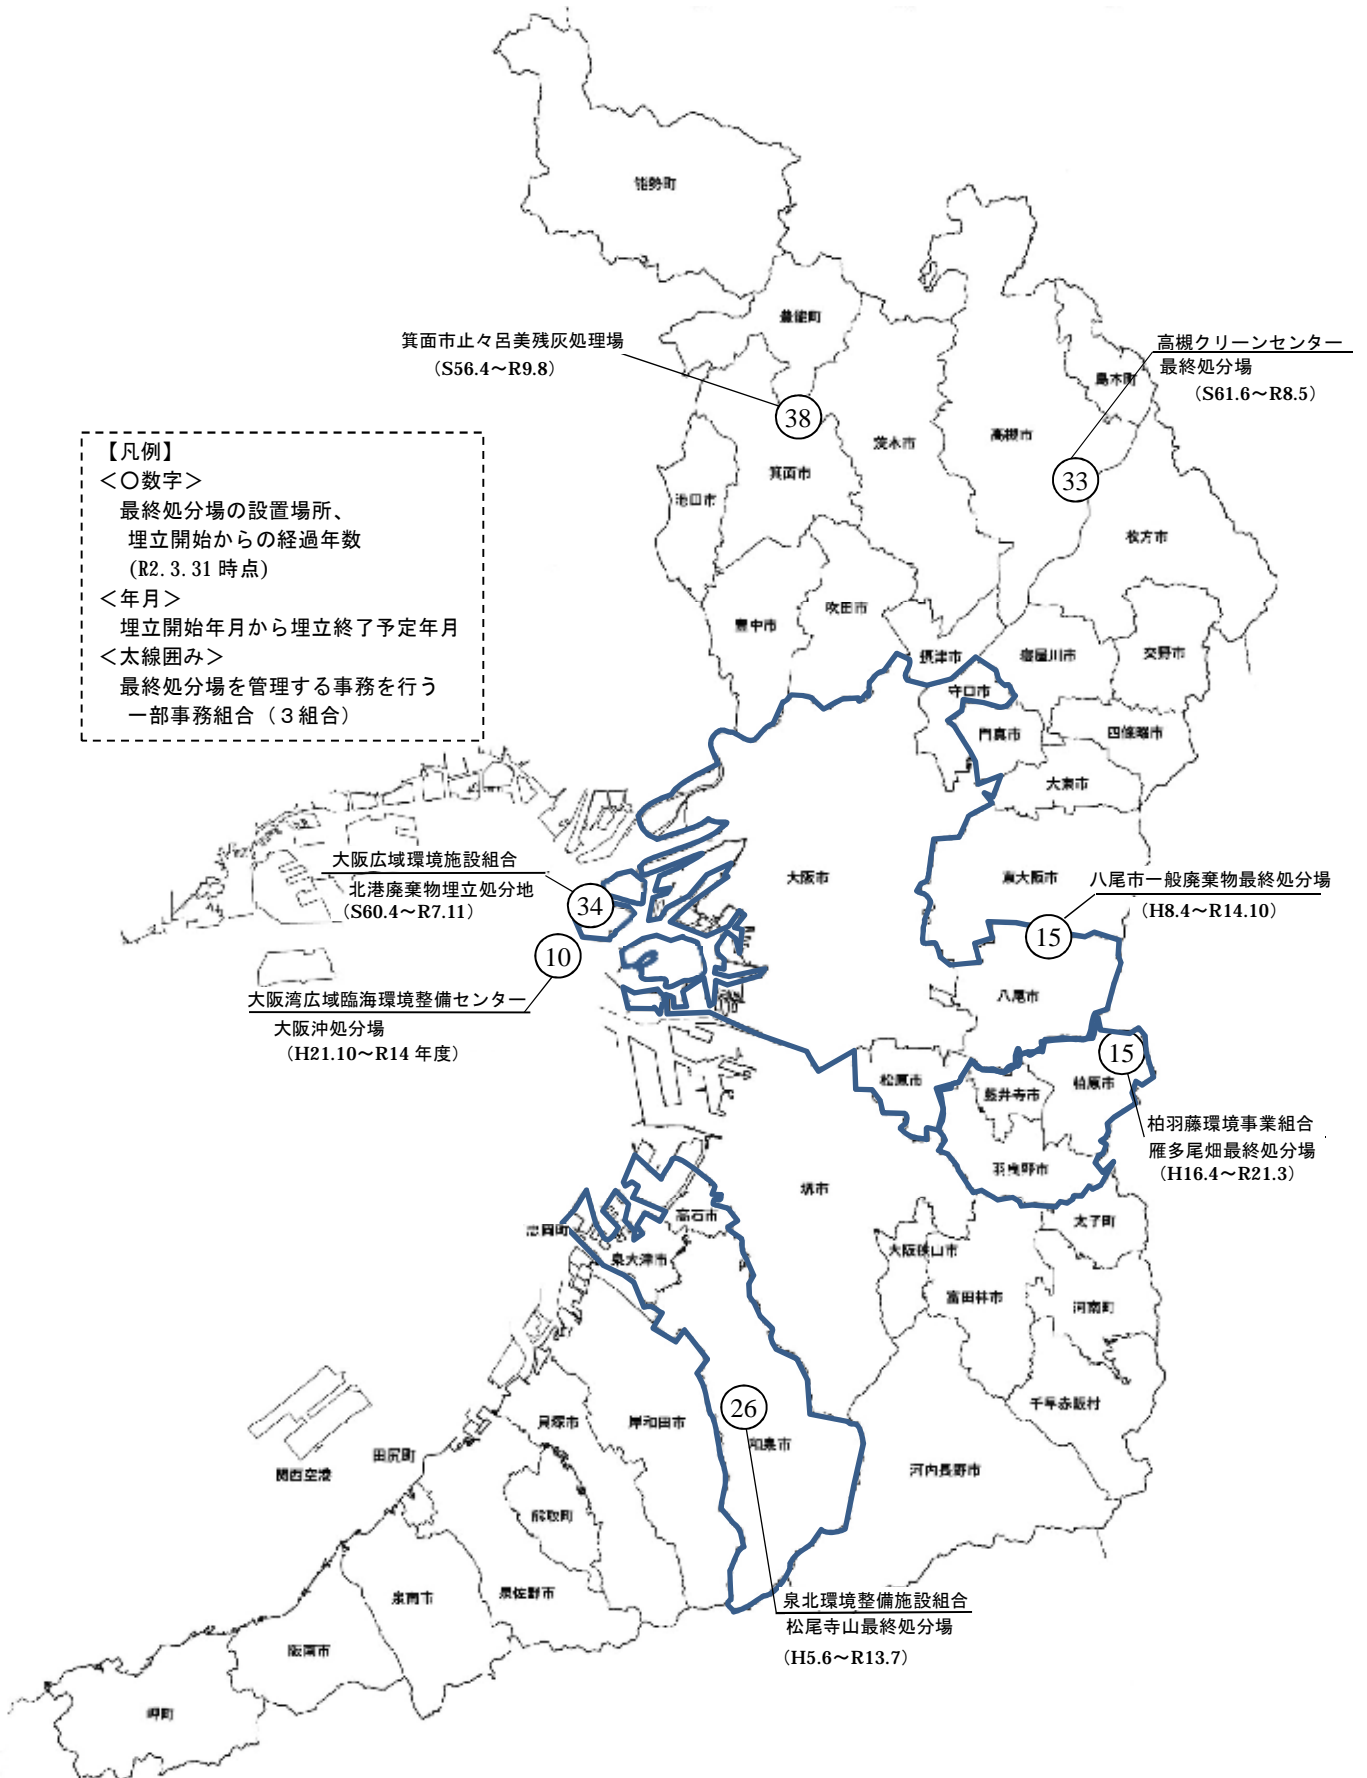 能勢町
豊能町
箕面市止々呂美残灰処理場
（S56.4～R9.8）
38
高槻クリーンセンター
最終処分場
（S61.6～R8.5）
島本町
33
茨木市
高槻市
箕面市
池田市
枚方市
【凡例】
＜〇数字＞
最終処分場の設置場所、
埋立開始からの経過年数
(R2.3.31 時点)
＜年月＞
埋立開始年月から埋立終了予定年月
＜太線囲み＞
最終処分場を管理する事務を行う
一部事務組合（３組合）
豊中市
吹田市
摂津市
寝屋川市
交野市
守口市
門真市
四條畷市
大東市
大阪市
東大阪市
大阪広域環境施設組合
北港廃棄物埋立処分地
（S60.4～R7.11）
34
八尾市一般廃棄物最終処分場
（H8.4～R14.10）
15
10
大阪湾広域臨海環境整備センター
大阪沖処分場
（H21.10～R14 年度）
八尾市
15
松原市
藤井寺市
柏原市
柏羽藤環境事業組合
雁多尾畑最終処分場
（H16.4～R21.3）
羽曳野市
堺市
高石市
忠岡町
泉大津市
太子町
大阪狭山市
富田林市
河南町
千早赤阪村
26
和泉市
岸和田市
貝塚市
田尻町
関西空港
熊取町
河内長野市
泉南市
泉佐野市
阪南市
岬町
泉北環境整備施設組合
松尾寺山最終処分場
（H5.6～R13.7）